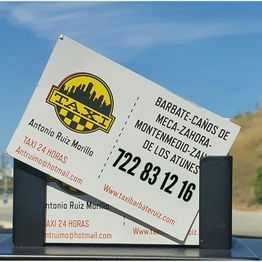 TAXI
Antonio Ruiz Morillo
TAXI 24 HORAS
Antruimo@hotmail.com
BARBATE-CAÑOS DE
MECA-ZAHORA-
MONTENMEDIO-ZAH
DE LOS ATUNES
722 83 12 16
www.taxibarbateruiz.com
Antonio Ruiz Morillo
TAXI 24 HORAS
Antruimo@hotmail.com